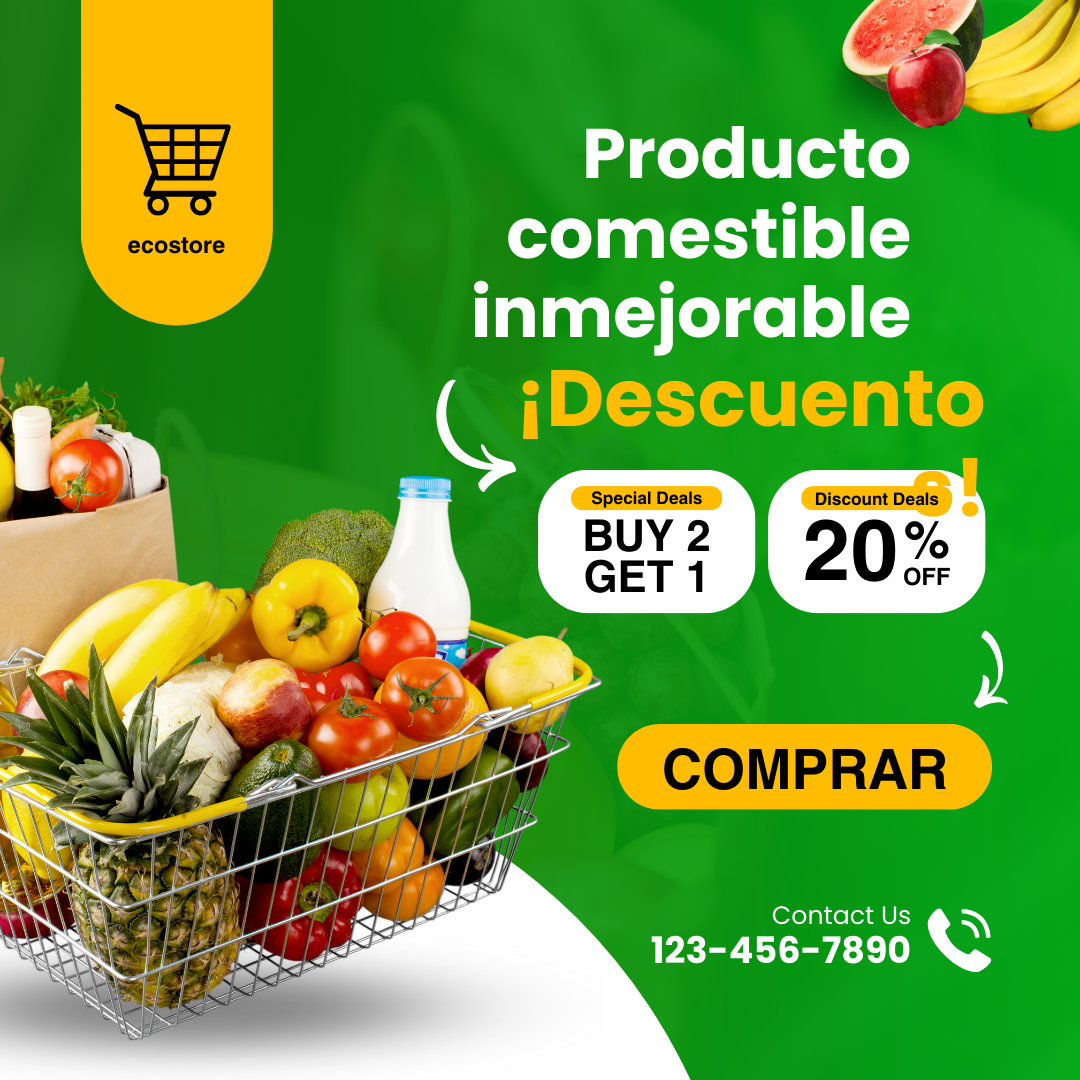 ecostore
Producto
comestible
inmejorable
¡Descuento
s!
Special Deals
BUY 2
GET 1
Discount Deals
20%
OFF
COMPRAR
Contact Us
123-456-7890